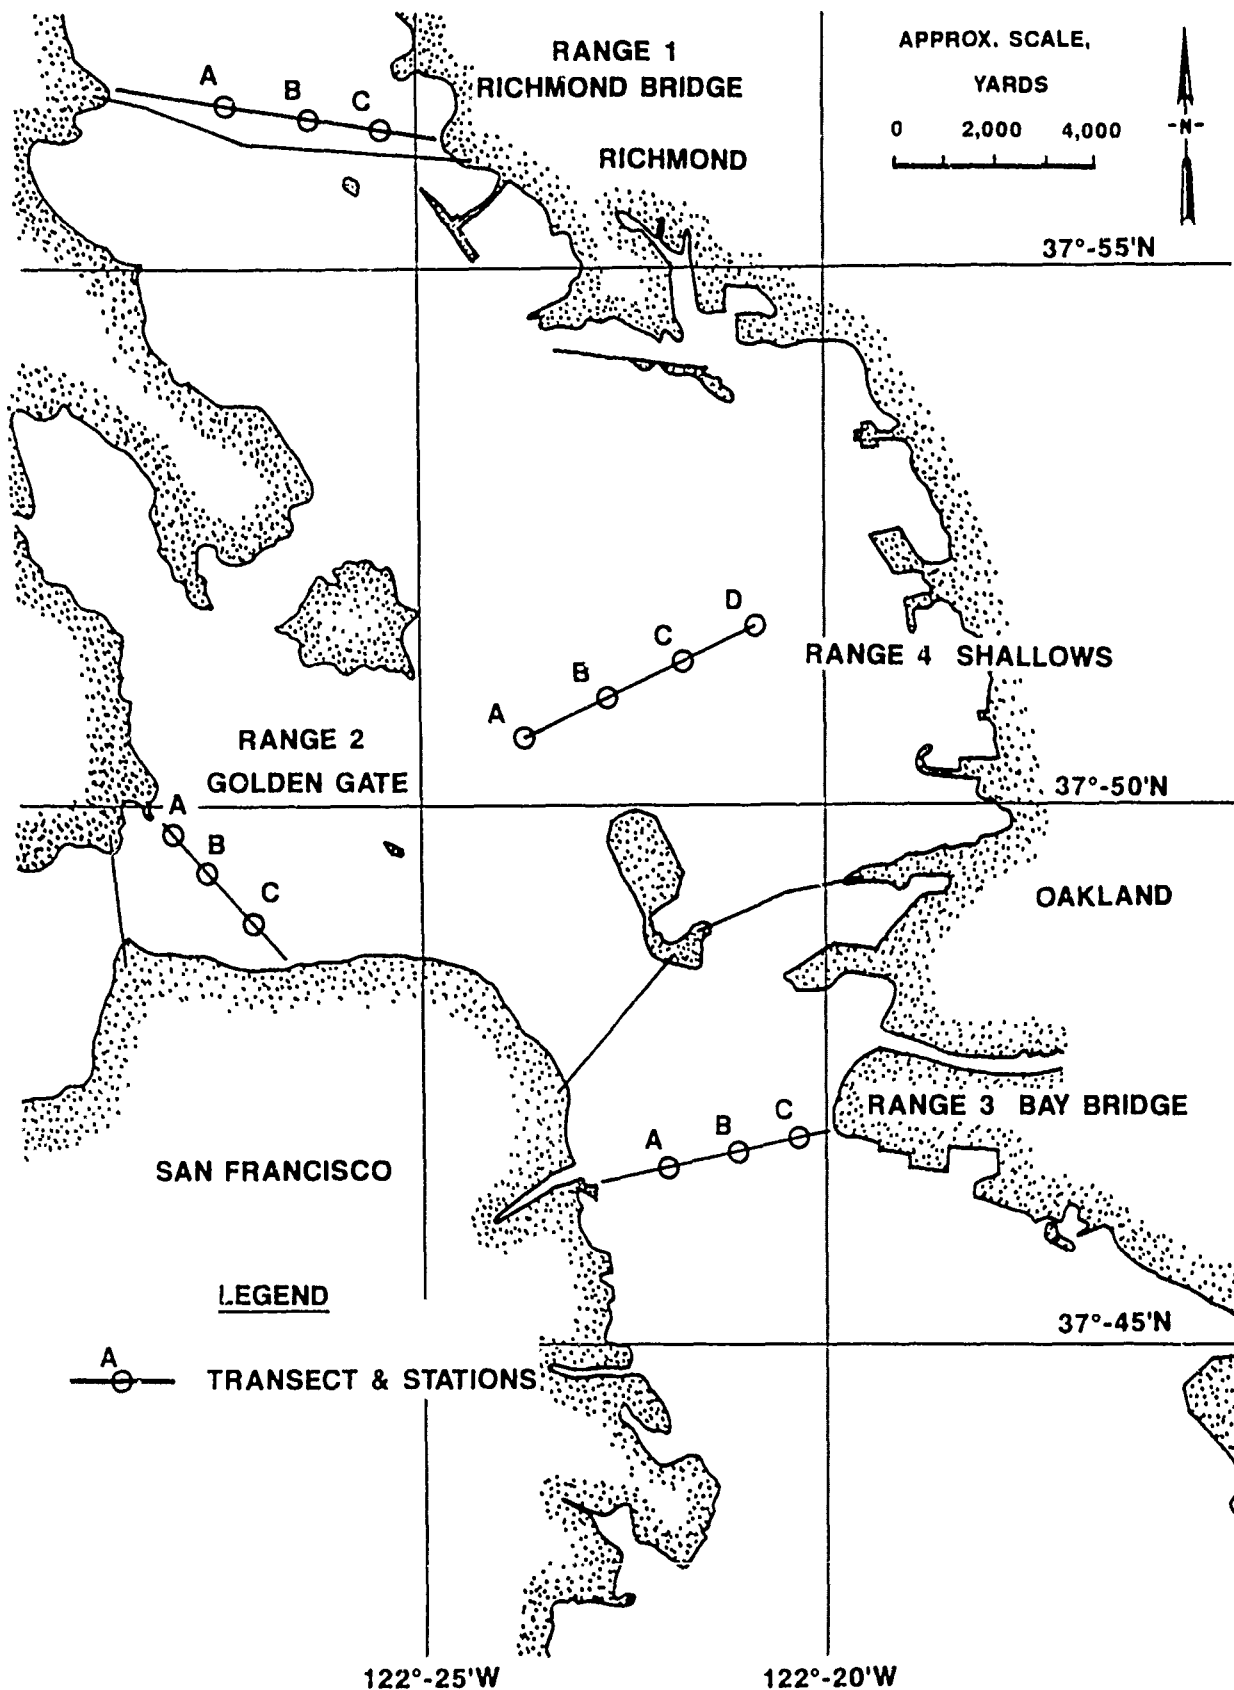 RANGE 1
RICHMOND BRIDGE
APPROX. SCALE,
YARDS
0 2,000 4,000
-N-
A
B
C
RICHMOND
37°-55'N
D
C
B
A
RANGE 4 SHALLOWS
RANGE 2
GOLDEN GATE
37°-50'N
A
B
C
OAKLAND
RANGE 3 BAY BRIDGE
C
B
A
SAN FRANCISCO
LEGEND
37°-45'N
A
TRANSECT & STATIONS
122°-25'W
122°-20'W